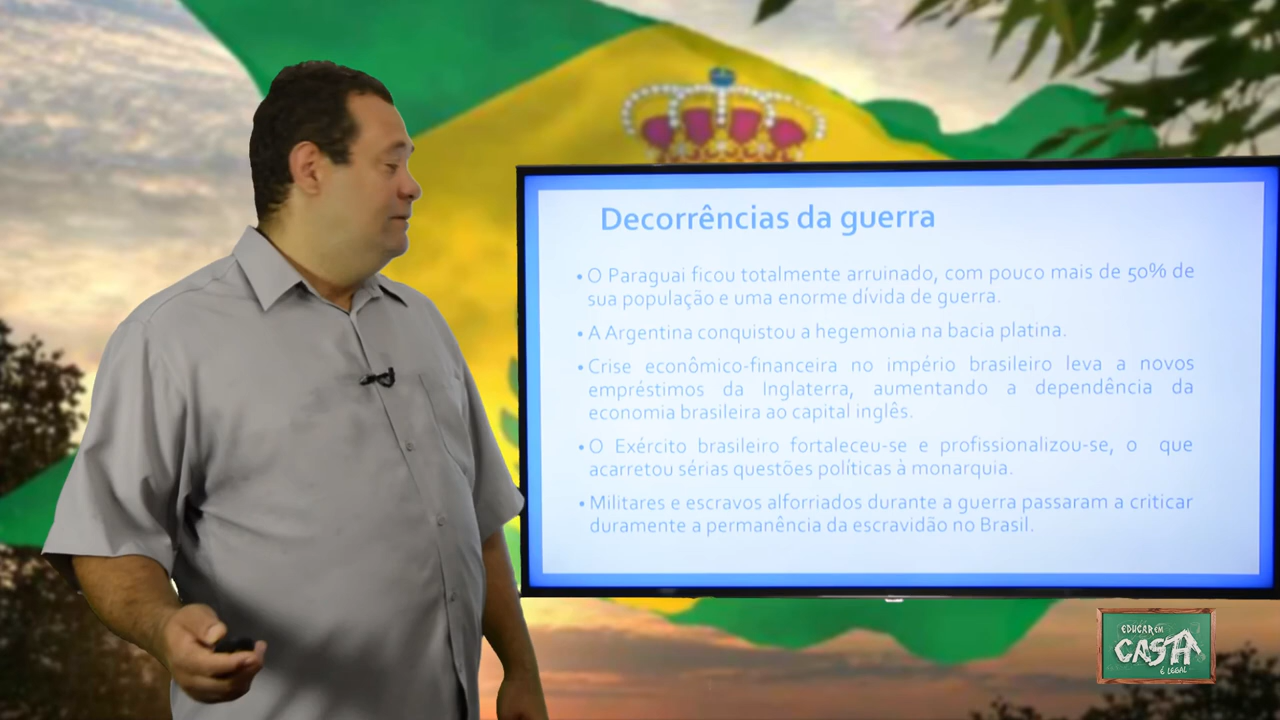 Decorrências da guerra
• O Paraguai ficou totalmente arruinado, com pouco mais de 50% de
sua população e uma enorme dívida de guerra.
• A Argentina conquistou a hegemonia na bacia platina.
• Crise econômico-financeira no império brasileiro leva a novos
empréstimos da Inglaterra, aumentando a dependência da
economia brasileira ao capital inglês.
• O Exército brasileiro fortaleceu-se e profissionalizou-se, o que
acarretou sérias questões políticas à monarquia.
• Militares e escravos alforriados durante a guerra passaram a criticar
duramente a permanência da escravidão no Brasil.
EDUCAR EM
CASA
É LEGAL